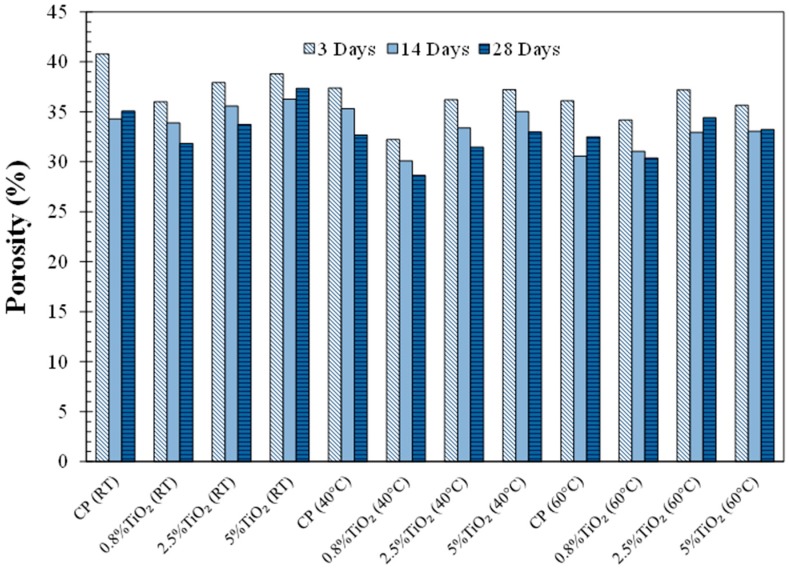 3 Days 14 Days 28 Days
Porosity (%)
45
40
35
30
25
20
15
10
5
0
CP (RT)
0.8%TiO₂ (RT)
2.5%TiO₂ (RT)
5%TiO₂ (RT)
CP (40°C)
0.8%TiO₂ (40°C)
2.5%TiO₂ (40°C)
5%TiO₂ (40°C)
CP (60°C)
0.8%TiO₂ (60°C)
2.5%TiO₂ (60°C)
5%TiO₂ (60°C)